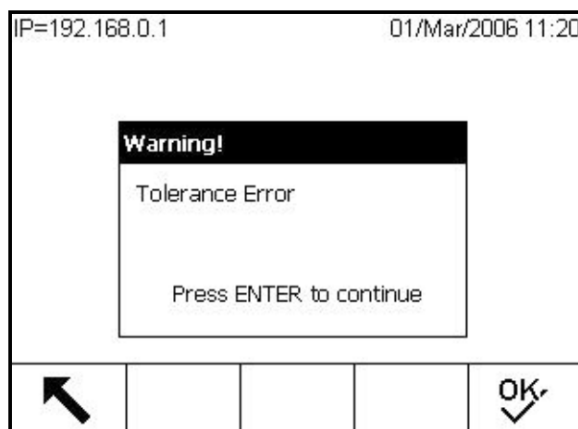 IP=192.168.0.1 01/Mar/2006 11:20
Warning!
Tolerance Error
Press ENTER to continue
OK